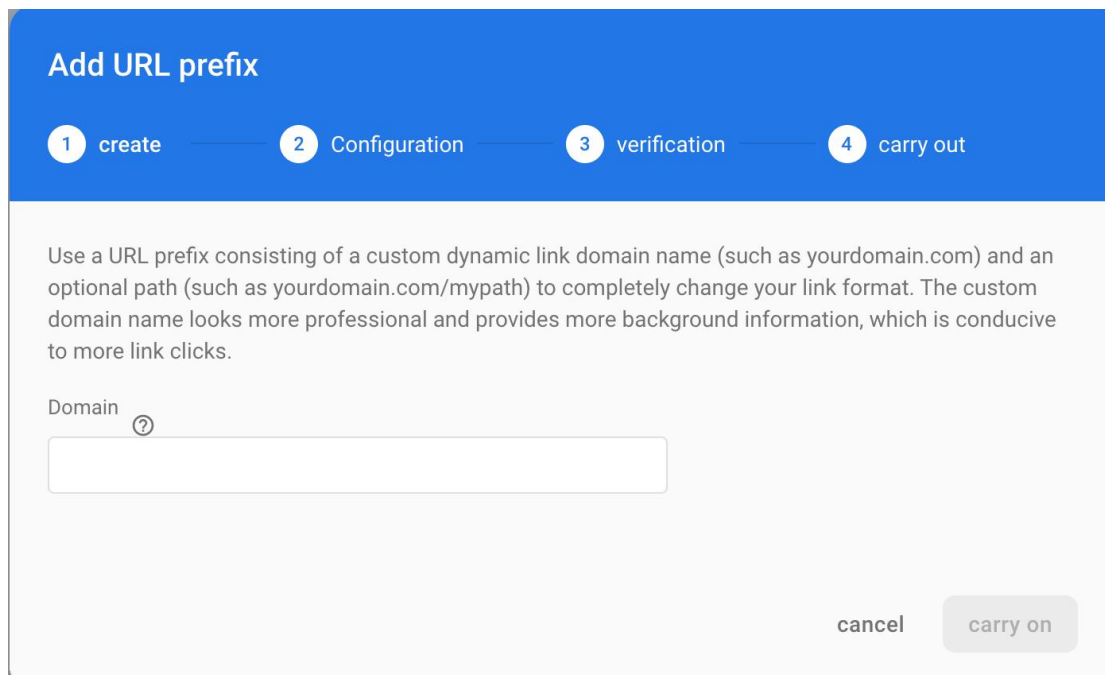 Add URL prefix
1 create 2 Configuration 3 verification 4 carry out
Use a URL prefix consisting of a custom dynamic link domain name (such as yourdomain.com) and an
optional path (such as yourdomain.com/mypath) to completely change your link format. The custom
domain name looks more professional and provides more background information, which is conducive
to more link clicks.
Domain ?
cancel carry on